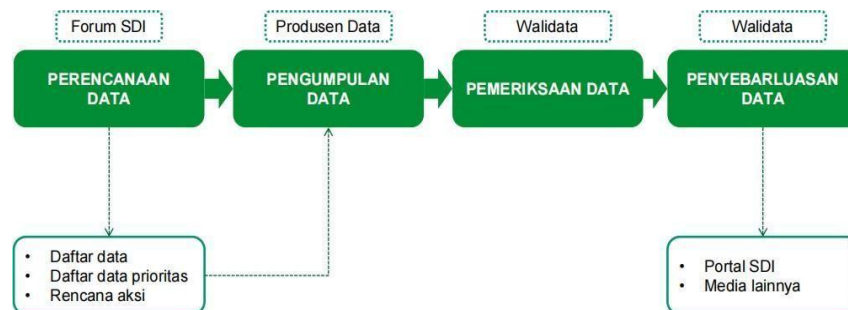 Forum SDI
Produsen Data
Walidata
Walidata
PERENCANAAN
DATA
PENGUMPULAN
DATA
PEMERIKSAAN DATA
PENYEBARLUASAN
DATA
• Daftar data
• Daftar data prioritas
• Rencana aksi
• Portal SDI
• Media lainnya